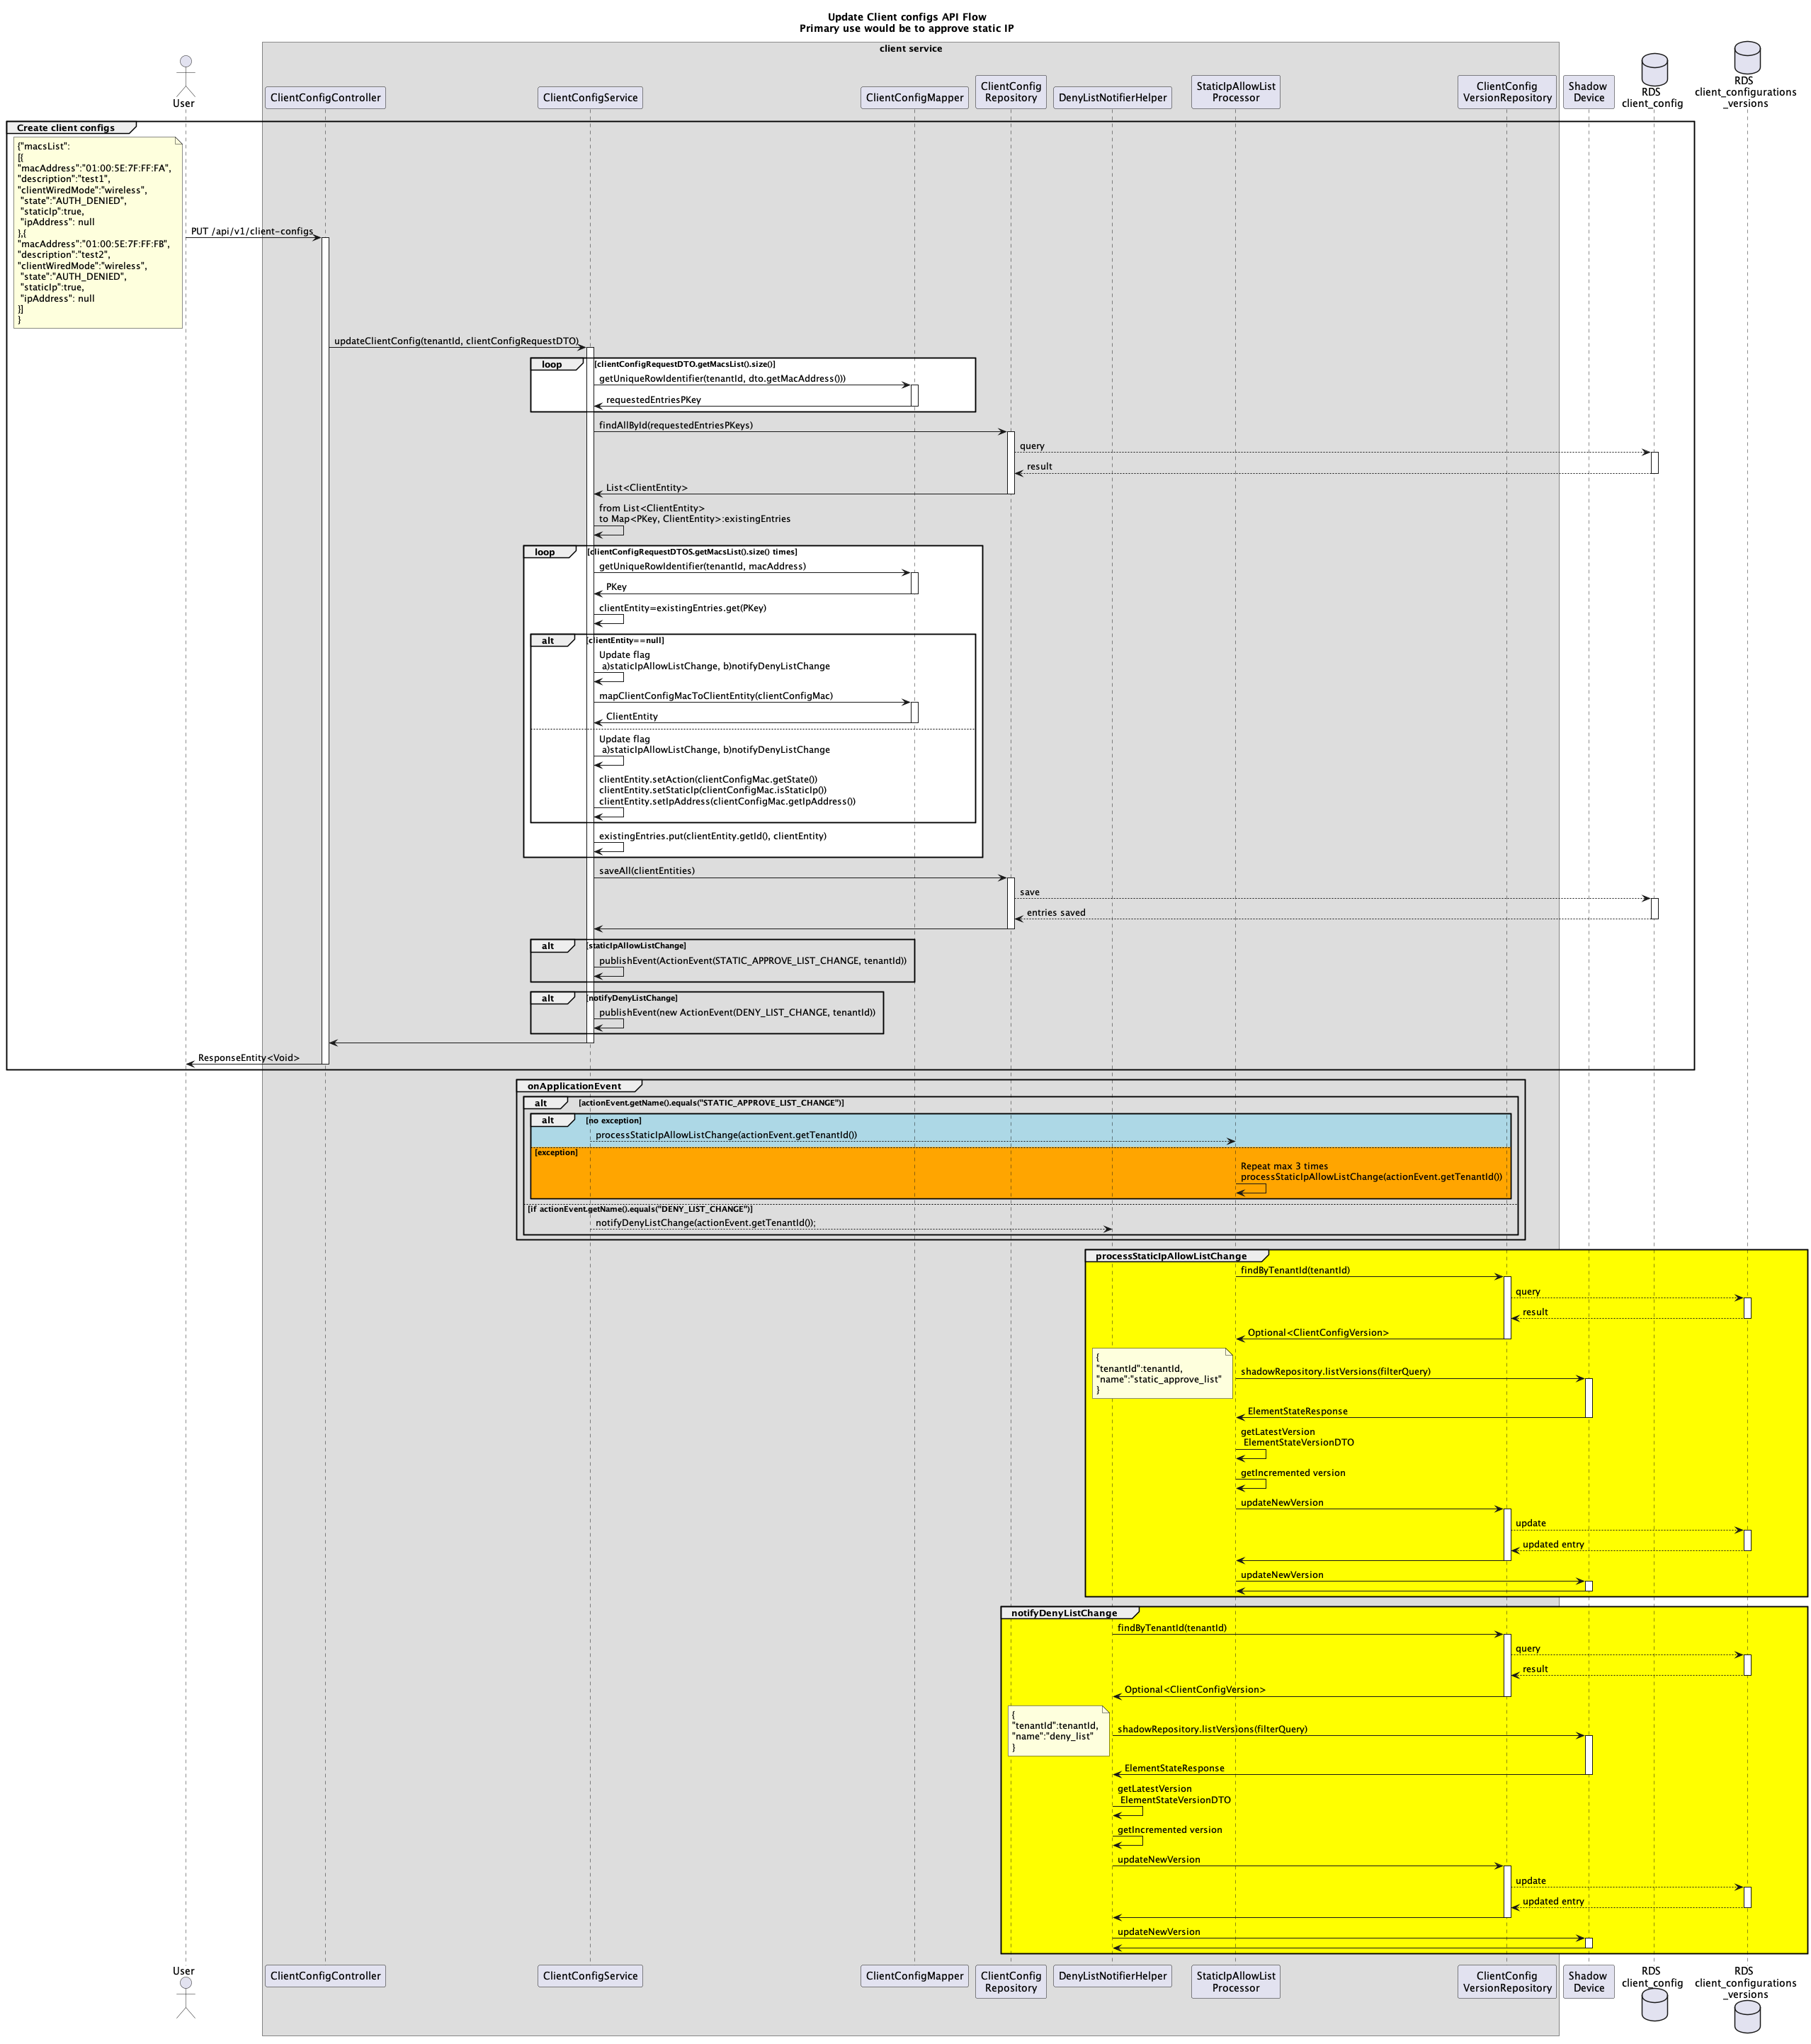 Update Client configs API Flow
Primary use would be to approve static IP
client service
User
ClientConfigController
ClientConfigService
ClientConfigMapper
ClientConfig
Repository
DenyListNotifierHelper
StaticIpAllowList
Processor
ClientConfig
VersionRepository
Shadow
Device
RDS
client_config
RDS
client_configurations
_versions
Create client configs
{"macsList":
[{
"macAddress":"01:00:5E:7F:FF:FA",
"description":"test1",
"clientWiredMode":"wireless",
"state":"AUTH_DENIED",
"staticIp":true,
"ipAddress": null
},{
"macAddress":"01:00:5E:7F:FF:FB",
"description":"test2",
"clientWiredMode":"wireless",
"state":"AUTH_DENIED",
"staticIp":true,
"ipAddress": null
}]
}
PUT /api/v1/client-configs
updateClientConfig(tenantId, clientConfigRequestDTO)
loop [clientConfigRequestDTO.getMacsList().size()]
getUniqueRowIdentifier(tenantId, dto.getMacAddress()))
requestedEntriesPKey
findAllById(requestedEntriesPKeys)
query
result
List<ClientEntity>
from List<ClientEntity>
to Map<PKey, ClientEntity>:existingEntries
loop [clientConfigRequestDTOS.getMacsList().size() times]
getUniqueRowIdentifier(tenantId, macAddress)
PKey
clientEntity=existingEntries.get(PKey)
alt [clientEntity==null]
Update flag
a)staticIpAllowListChange, b)notifyDenyListChange
mapClientConfigMacToClientEntity(clientConfigMac)
ClientEntity
Update flag
a)staticIpAllowListChange, b)notifyDenyListChange
clientEntity.setAction(clientConfigMac.getState())
clientEntity.setStaticIp(clientConfigMac.isStaticIp())
clientEntity.setIpAddress(clientConfigMac.getIpAddress())
existingEntries.put(clientEntity.getId(), clientEntity)
saveAll(clientEntities)
save
entries saved
alt [staticIpAllowListChange]
publishEvent(ActionEvent(STATIC_APPROVE_LIST_CHANGE, tenantId))
alt [notifyDenyListChange]
publishEvent(new ActionEvent(DENY_LIST_CHANGE, tenantId))
ResponseEntity<Void>
onApplicationEvent
alt [actionEvent.getName().equals("STATIC_APPROVE_LIST_CHANGE")]
alt [no exception]
processStaticIpAllowListChange(actionEvent.getTenantId())
[exception]
Repeat max 3 times
processStaticIpAllowListChange(actionEvent.getTenantId())
[if actionEvent.getName().equals("DENY_LIST_CHANGE")]
notifyDenyListChange(actionEvent.getTenantId());
processStaticIpAllowListChange
findByTenantId(tenantId)
query
result
Optional<ClientConfigVersion>
{
"tenantId":tenantId,
"name":"static_approve_list"
}
shadowRepository.listVersions(filterQuery)
ElementStateResponse
getLatestVersion
ElementStateVersionDTO
getIncremented version
updateNewVersion
update
updated entry
updateNewVersion
notifyDenyListChange
findByTenantId(tenantId)
query
result
Optional<ClientConfigVersion>
{
"tenantId":tenantId,
"name":"deny_list"
}
shadowRepository.listVersions(filterQuery)
ElementStateResponse
getLatestVersion
ElementStateVersionDTO
getIncremented version
updateNewVersion
update
updated entry
updateNewVersion
User
ClientConfigController
ClientConfigService
ClientConfigMapper
ClientConfig
Repository
DenyListNotifierHelper
StaticIpAllowList
Processor
ClientConfig
VersionRepository
Shadow
Device
RDS
client_config
RDS
client_configurations
_versions